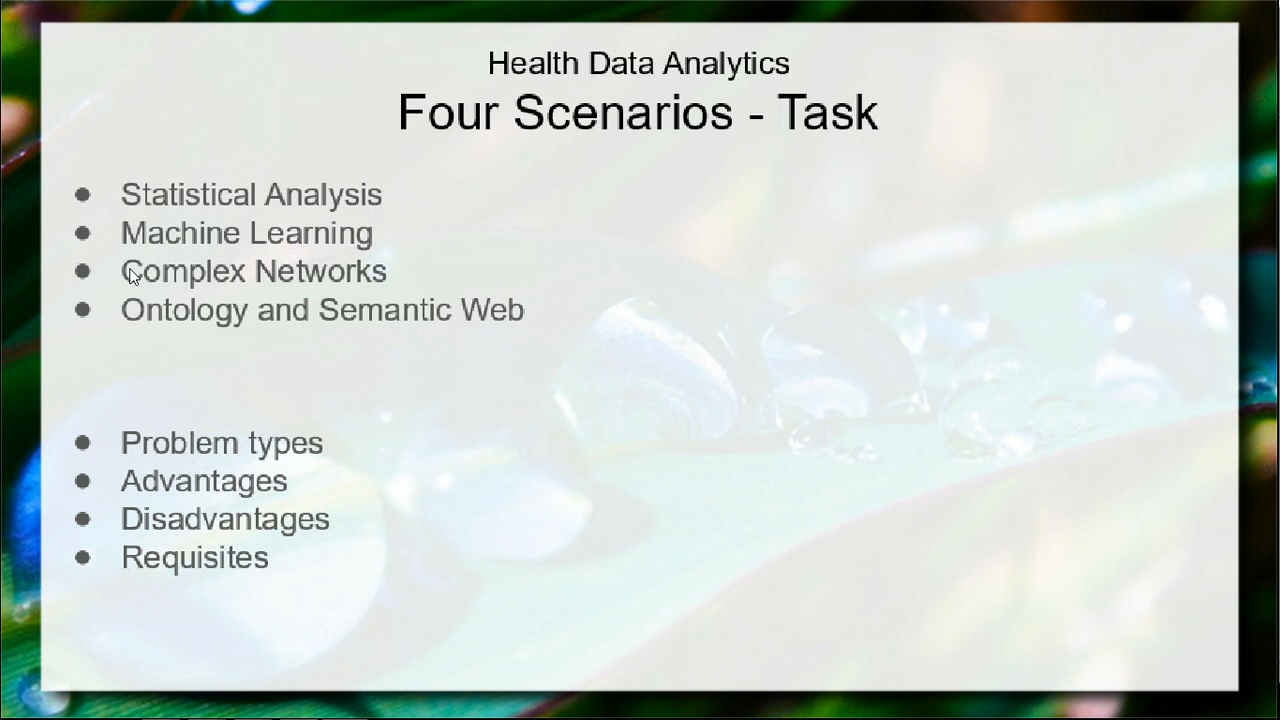 Health Data Analytics
Four Scenarios - Task
● Statistical Analysis
● Machine Learning
● Complex Networks
● Ontology and Semantic Web
● Problem types
● Advantages
● Disadvantages
● Requisites